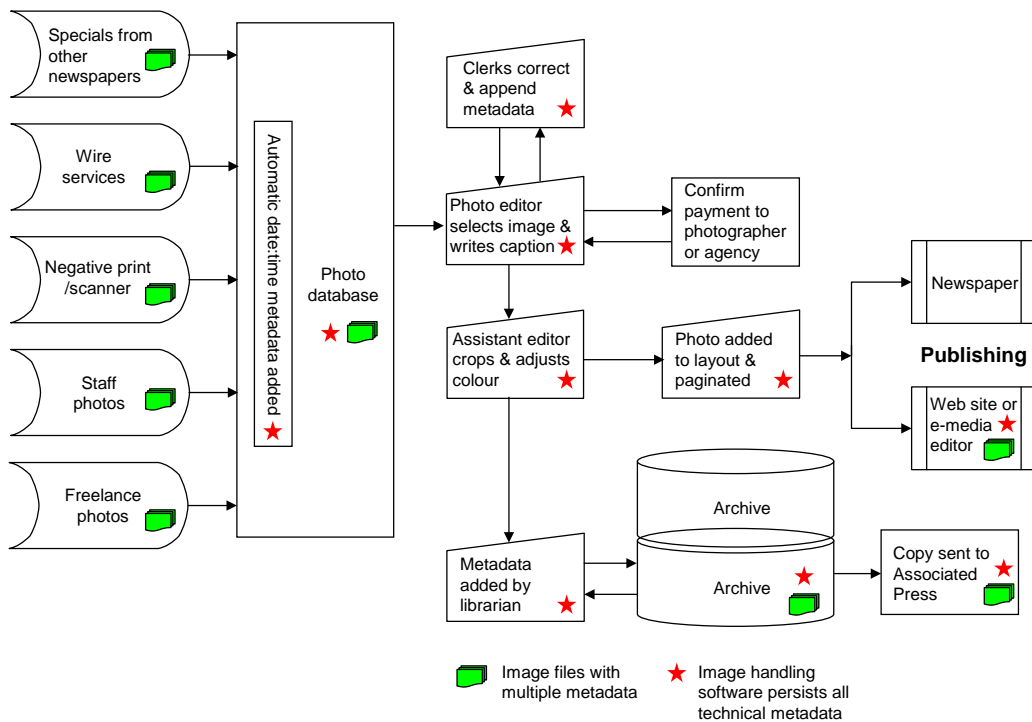 Specials from
other
newspapers
Wire
services
Negative print
/scanner
Staff
photos
Freelance
photos
Automatic date:time metadata added
Photo
database
Clerks correct
& append
metadata
Photo editor
selects image &
writes caption
Confirm
payment to
photographer
or agency
Assistant editor
crops & adjusts
colour
Photo added
to layout &
paginated
Newspaper
Publishing
Web site or
e-media
editor
Metadata
added by
librarian
Archive
Archive
Copy sent to
Associated
Press
Image files with
multiple metadata
Image handling
software persists all
technical metadata